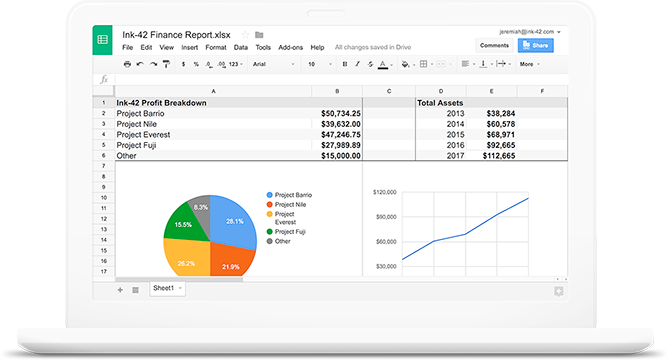 Ink-42 Finance Report.xlsx
jeremiah@ink-42.com
File Edit View Insert Format Data Tools Add-ons Help All changes saved in Drive
Comments Share
$ % .0 .00 123 Arial 10 B I S A More
fx
A B C D E F
1 Ink-42 Profit Breakdown Total Assets
2 Project Barrio $50,734.25 2013 $38,284
3 Project Nile $39,632.00 2014 $60,578
4 Project Everest $47,246.75 2015 $68,971
5 Project Fuji $27,989.89 2016 $92,665
6 Other $15,000.00 2017 $112,665
7
8
9
10
11
12
13
14
15
16
17
28.1%
21.9%
26.2%
15.5%
8.3%
Project Barrio
Project Nile
Project
Everest
Project Fuji
Other
$120,000
$90,000
$60,000
$30,000
Sheet1